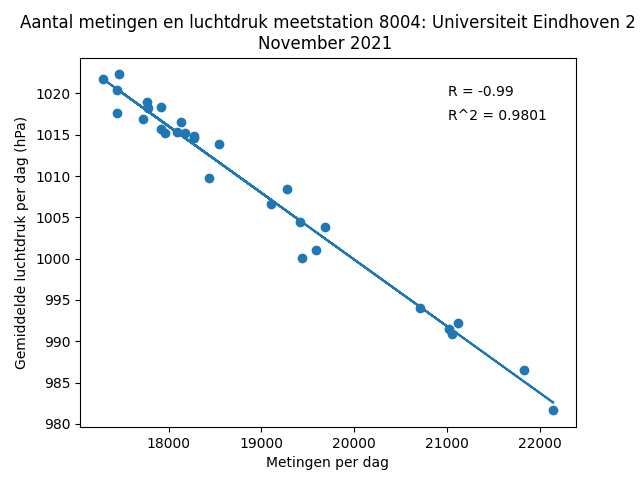 Aantal metingen en luchtdruk meetstation 8004: Universiteit Eindhoven 2
November 2021
R = -0.99
R^2 = 0.9801
Gemiddelde luchtdruk per dag (hPa)
1020
1015
1010
1005
1000
995
990
985
980
18000 19000 20000 21000 22000
Metingen per dag